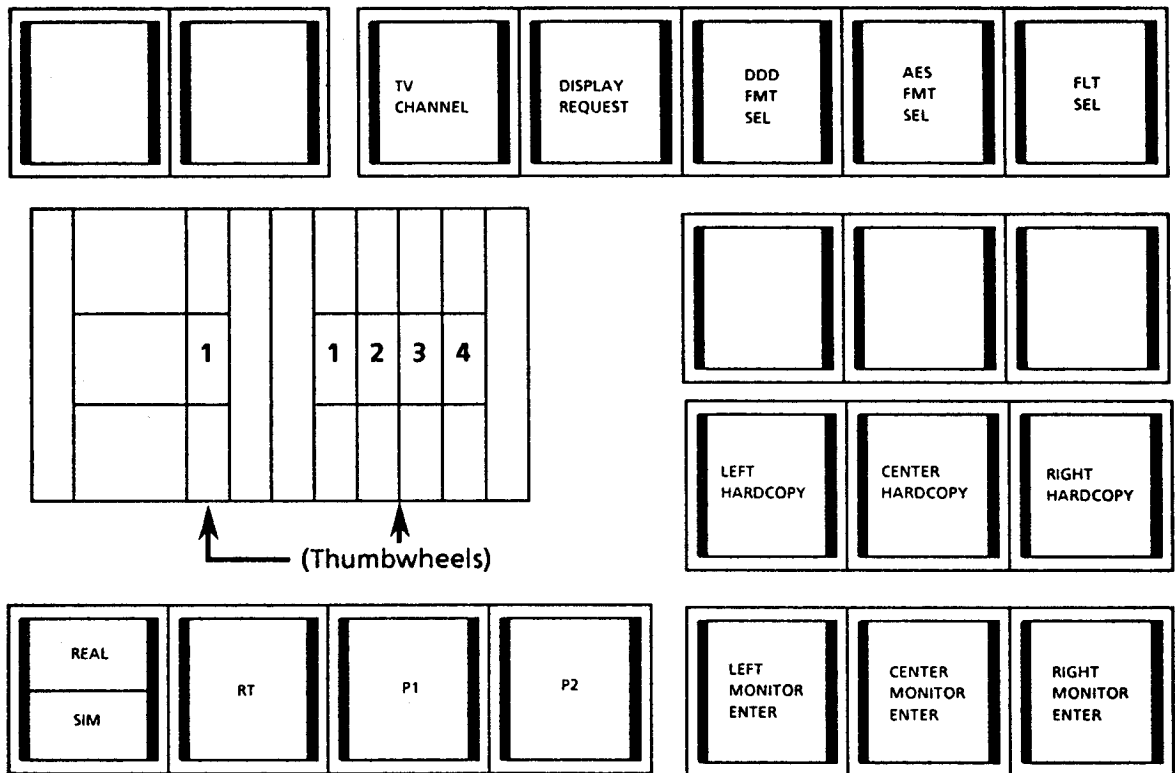 TV
CHANNEL
DISPLAY
REQUEST
DDD
FMT
SEL
AES
FMT
SEL
FLT
SEL
1 1 2 3 4
(Thumbwheels)
LEFT
HARDCOPY
CENTER
HARDCOPY
RIGHT
HARDCOPY
REAL
SIM
RT
P1
P2
LEFT
MONITOR
ENTER
CENTER
MONITOR
ENTER
RIGHT
MONITOR
ENTER